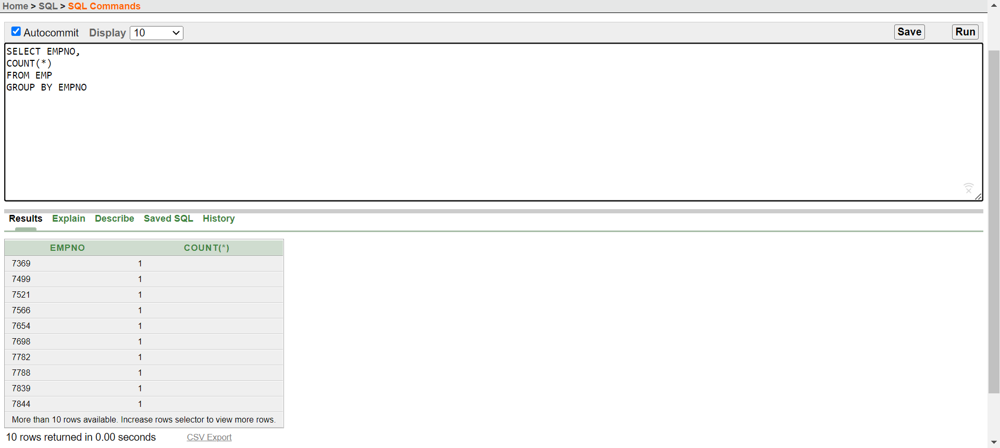 Home > SQL > SQL Commands
Autocommit Display 10 Save Run
SELECT EMPNO,
COUNT(*)
FROM EMP
GROUP BY EMPNO
Results Explain Describe Saved SQL History
EMPNO COUNT(*)
7369 1
7499 1
7521 1
7566 1
7654 1
7698 1
7782 1
7788 1
7839 1
7844 1
More than 10 rows available. Increase rows selector to view more rows.
10 rows returned in 0.00 seconds CSV Export